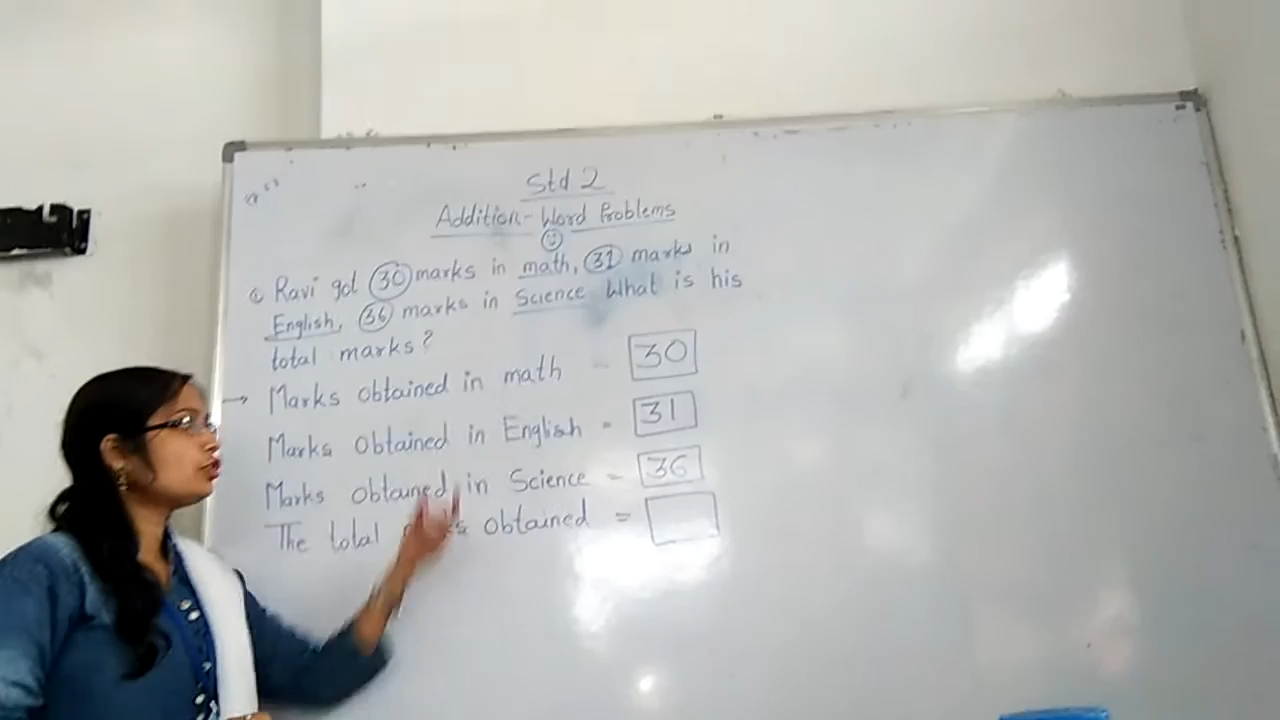 Std 2
Addition - Word Problems
Ravi got 30 marks in math, 31 marks in
English, 36 marks in Science What is his
total marks?
→ Marks obtained in math - 30
Marks obtained in English = 31
Marks obtained in Science = 36
The total obtained =